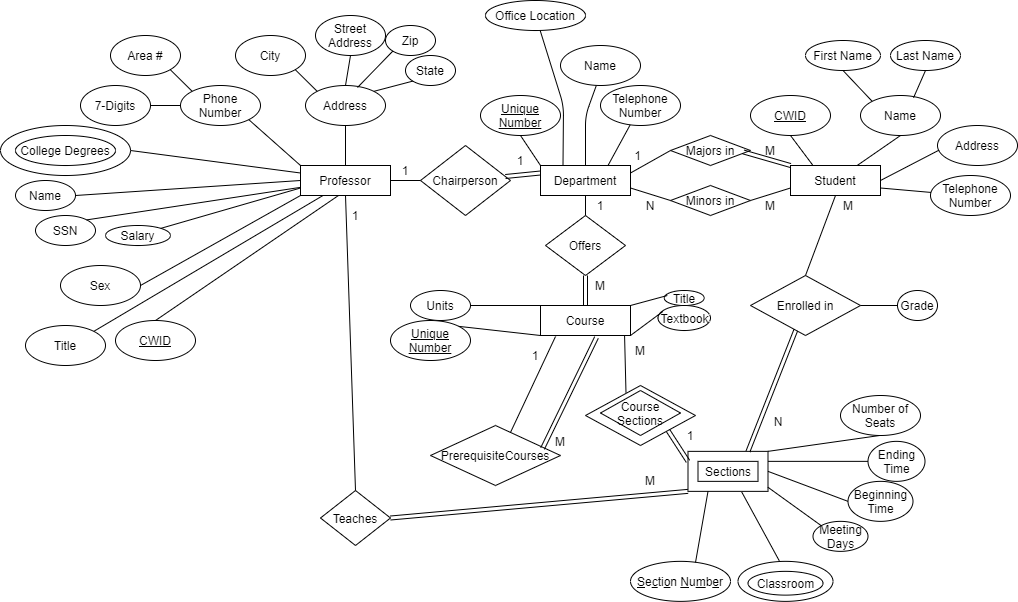 Office Location
Street
Address
Zip
City
State
Area #
First Name
Last Name
Name
7-Digits
Phone
Number
Address
Unique
Number
Telephone
Number
CWID
Name
College Degrees
Address
1
1
1
Majors in
M
Professor
Chairperson
Department
Student
Name
Telephone
Number
SSN
Salary
1
1
N
Minors in
M
M
Offers
Sex
M
Units
Title
Enrolled in
Grade
Course
Textbook
Title
CWID
Unique
Number
1
M
Course
Sections
Number of
Seats
N
1
M
PrerequisiteCourses
Ending
Time
Sections
M
Beginning
Time
Teaches
Meeting
Days
Section Number
Classroom